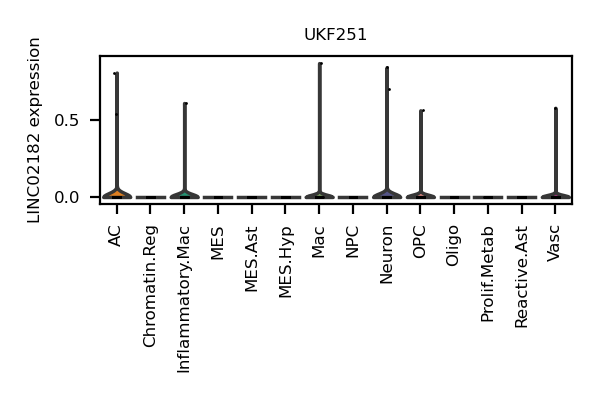 UKF251
LINC02182 expression
0.5
0.0
AC
Chromatin.Reg
Inflammatory.Mac
MES
MES.Ast
MES.Hyp
Mac
NPC
Neuron
OPC
Oligo
Prolif.Metab
Reactive.Ast
Vasc